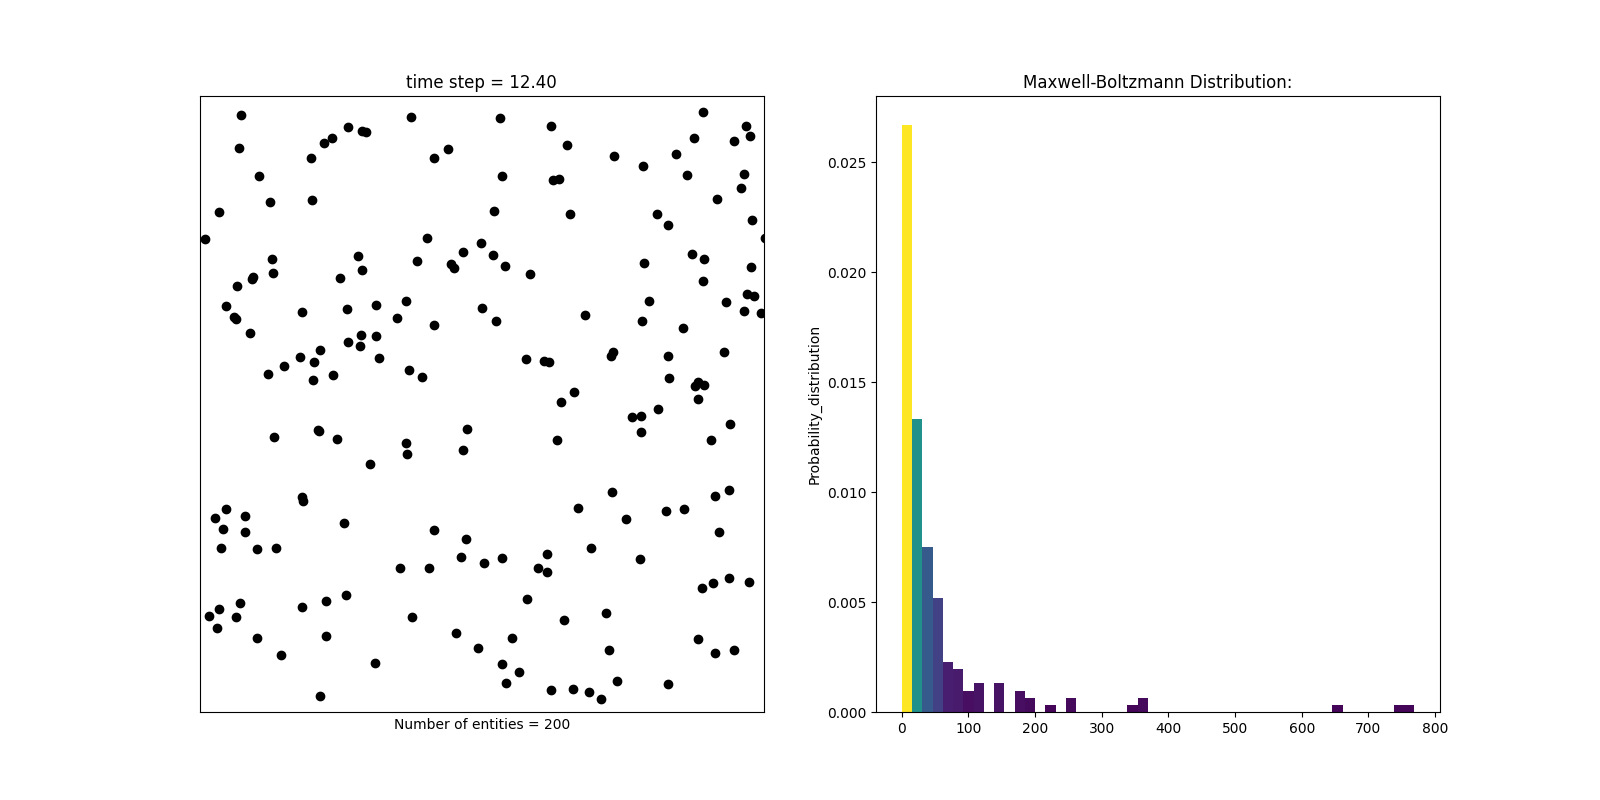 time step = 12.40
Number of entities = 200
Maxwell-Boltzmann Distribution:
Probability_distribution
0.025
0.020
0.015
0.010
0.005
0.000
0 100 200 300 400 500 600 700 800